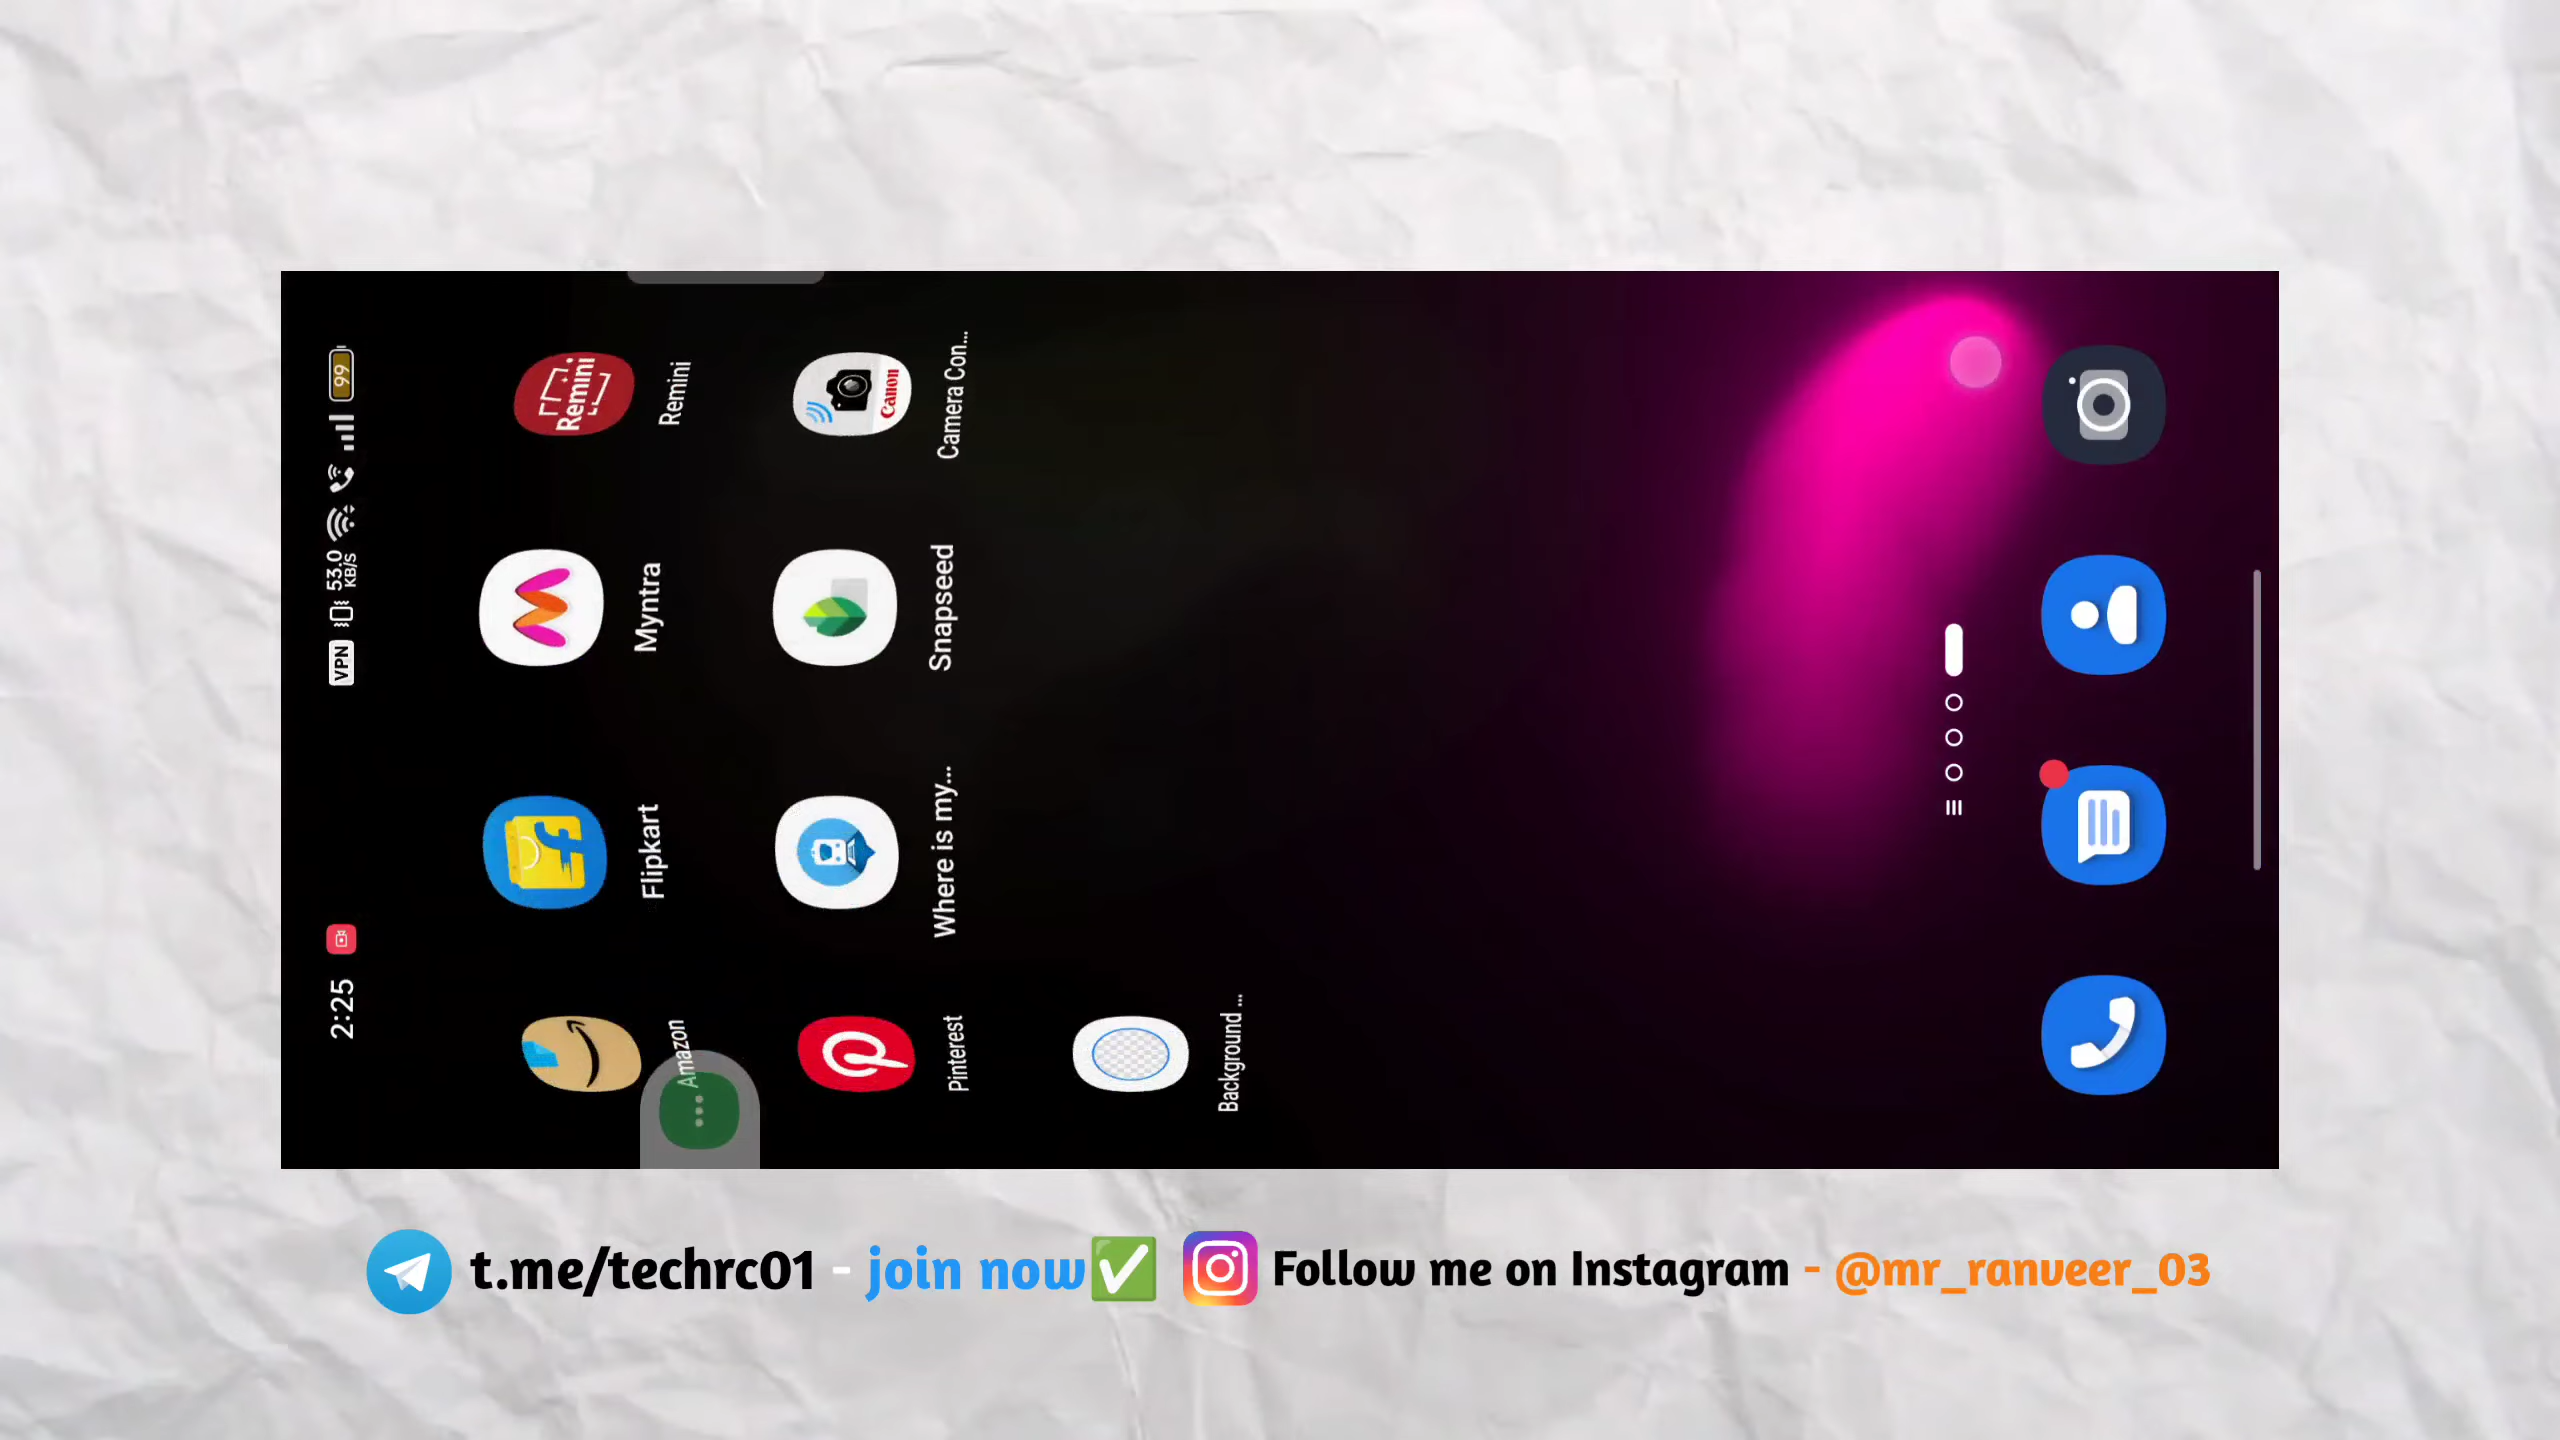 2:25
VPN 53.0 KB/S 99
Amazon
Flipkart
Myntra
Remini
Remini
Pinterest
Where is my...
Snapseed
Canon
Camera Con...
Background ...
t.me/techrc01 - join now✅ Follow me on Instagram - @mr_ranveer_03